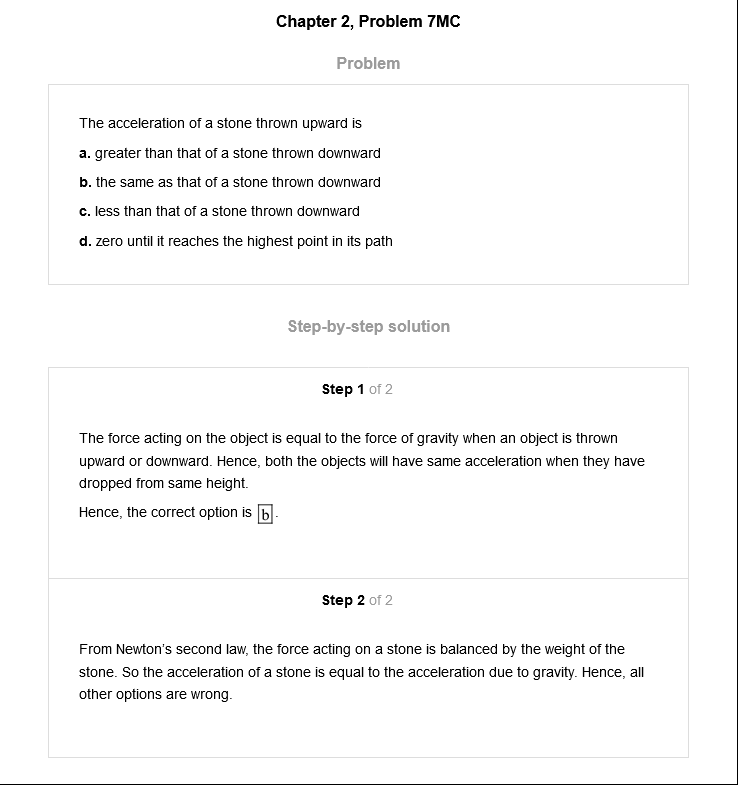 Chapter 2, Problem 7MC
Problem
The acceleration of a stone thrown upward is
a. greater than that of a stone thrown downward
b. the same as that of a stone thrown downward
c. less than that of a stone thrown downward
d. zero until it reaches the highest point in its path
Step-by-step solution
Step 1 of 2
The force acting on the object is equal to the force of gravity when an object is thrown
upward or downward. Hence, both the objects will have same acceleration when they have
dropped from same height.
Hence, the correct option is b.
Step 2 of 2
From Newton's second law, the force acting on a stone is balanced by the weight of the
stone. So the acceleration of a stone is equal to the acceleration due to gravity. Hence, all
other options are wrong.